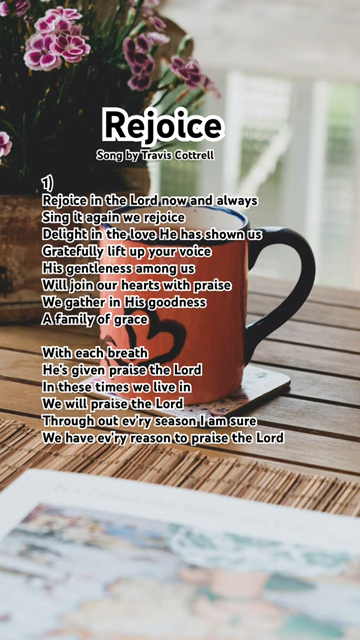 Rejoice
Song by Travis Cottrell
1)
Rejoice in the Lord now and always
Sing it again we rejoice
Delight in the love He has shown us
Gratefully lift up your voice
His gentleness among us
Will join our hearts with praise
We gather in His goodness
A family of grace
With each breath
He's given praise the Lord
In these times we live in
We will praise the Lord
Through out ev'ry season I am sure
We have ev'ry reason to praise the Lord